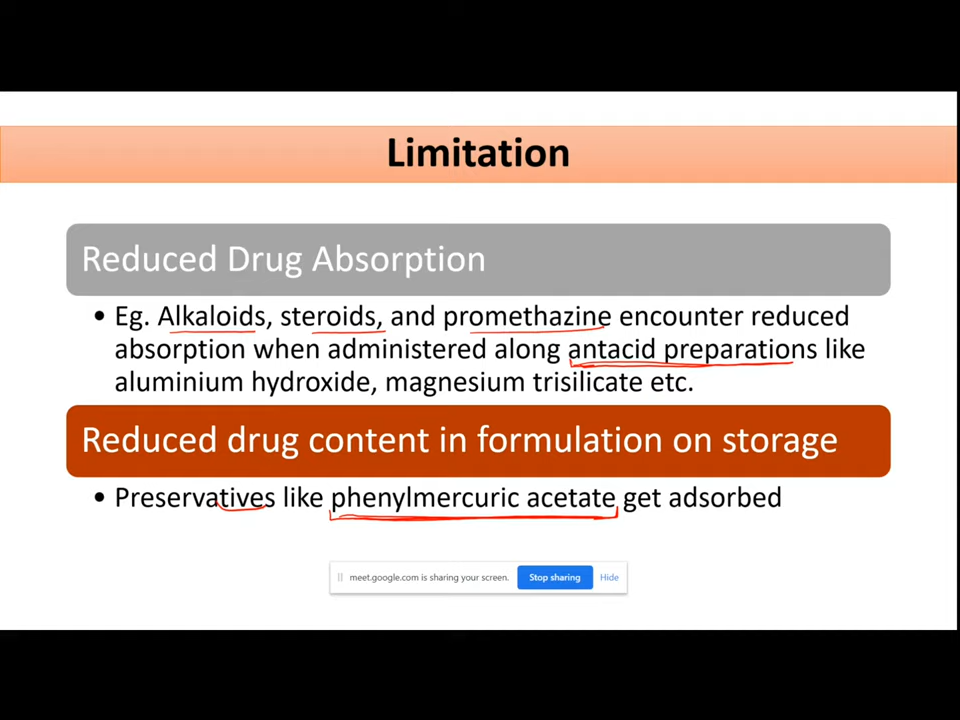 Limitation
Reduced Drug Absorption
• Eg. Alkaloids, steroids, and promethazine encounter reduced
absorption when administered along antacid preparations like
aluminium hydroxide, magnesium trisilicate etc.
Reduced drug content in formulation on storage
• Preservatives like phenylmercuric acetate get adsorbed
meet.google.com is sharing your screen. Stop sharing Hide